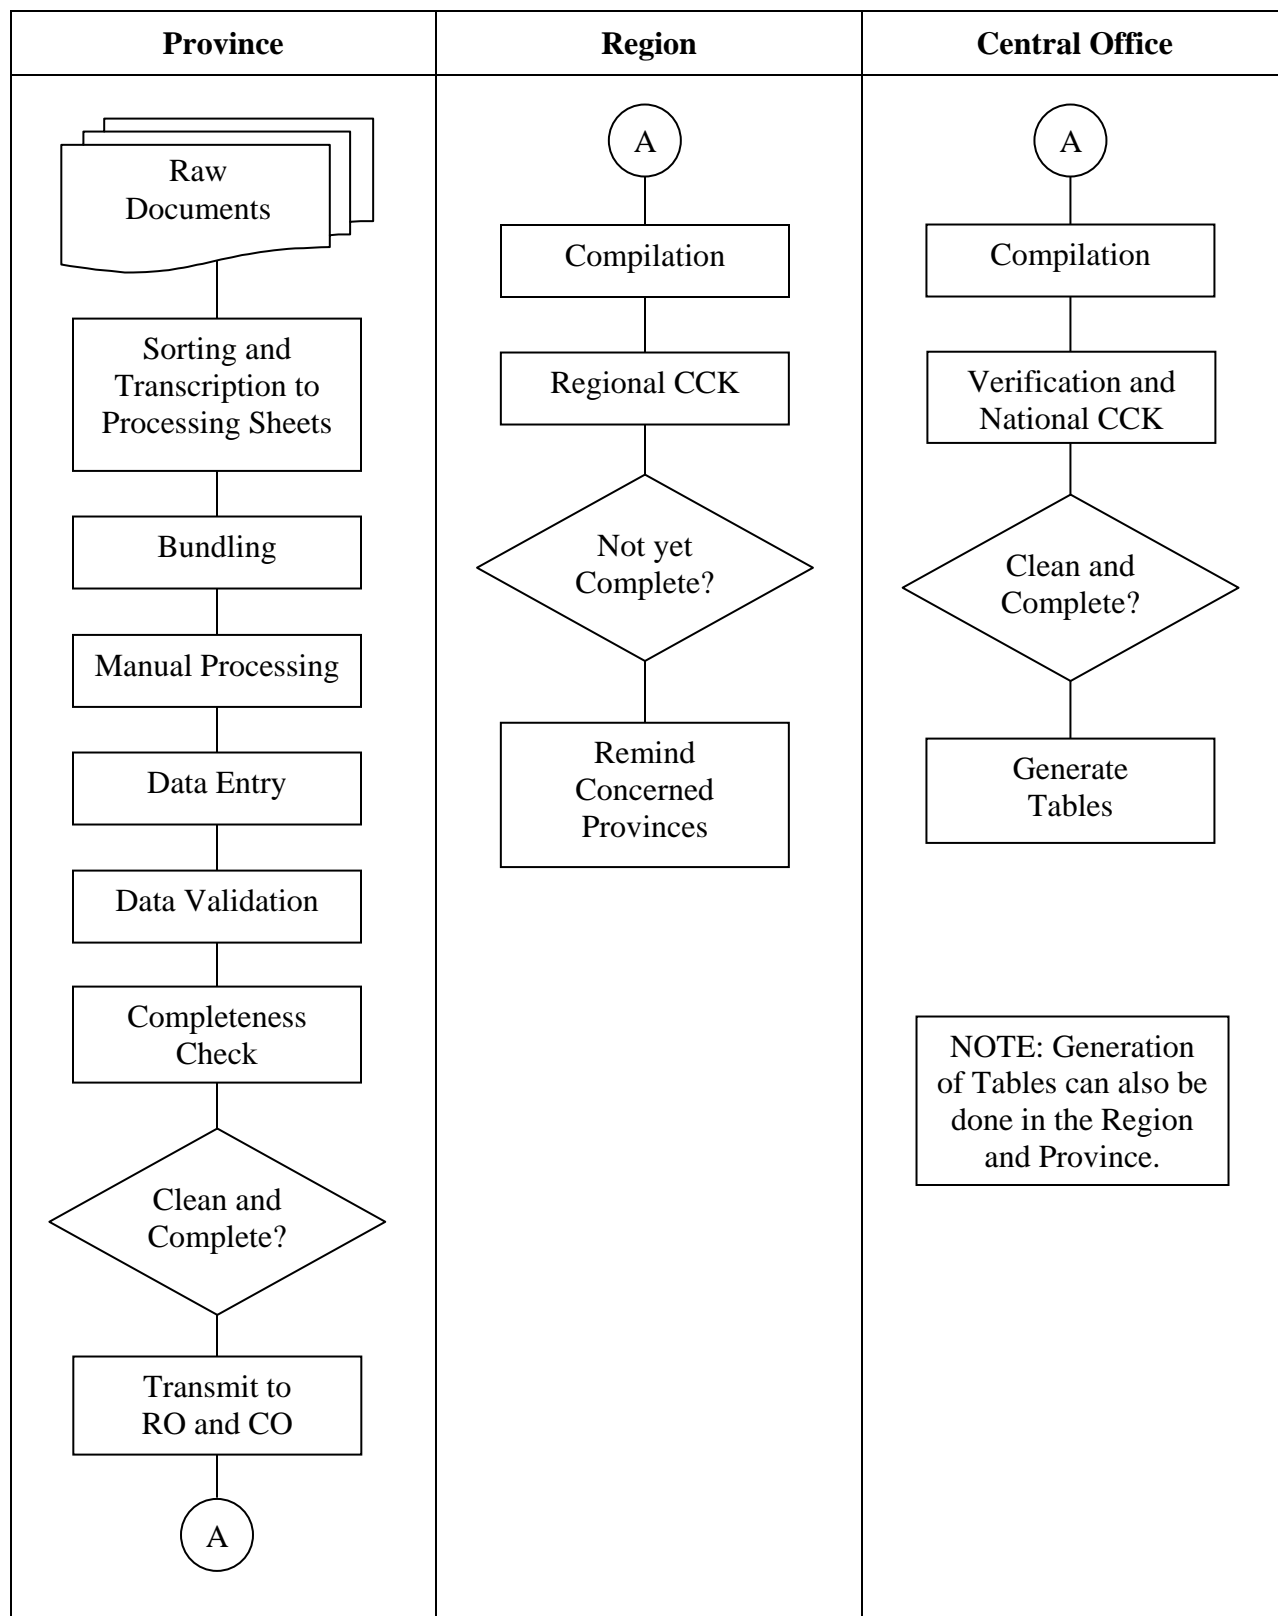 Province
Raw
Documents
Sorting and
Transcription to
Processing Sheets
Bundling
Manual Processing
Data Entry
Data Validation
Completeness
Check
Clean and
Complete?
Transmit to
RO and CO
A
Region
A
Compilation
Regional CCK
Not yet
Complete?
Remind
Concerned
Provinces
Central Office
A
Compilation
Verification and
National CCK
Clean and
Complete?
Generate
Tables
NOTE: Generation
of Tables can also be
done in the Region
and Province.